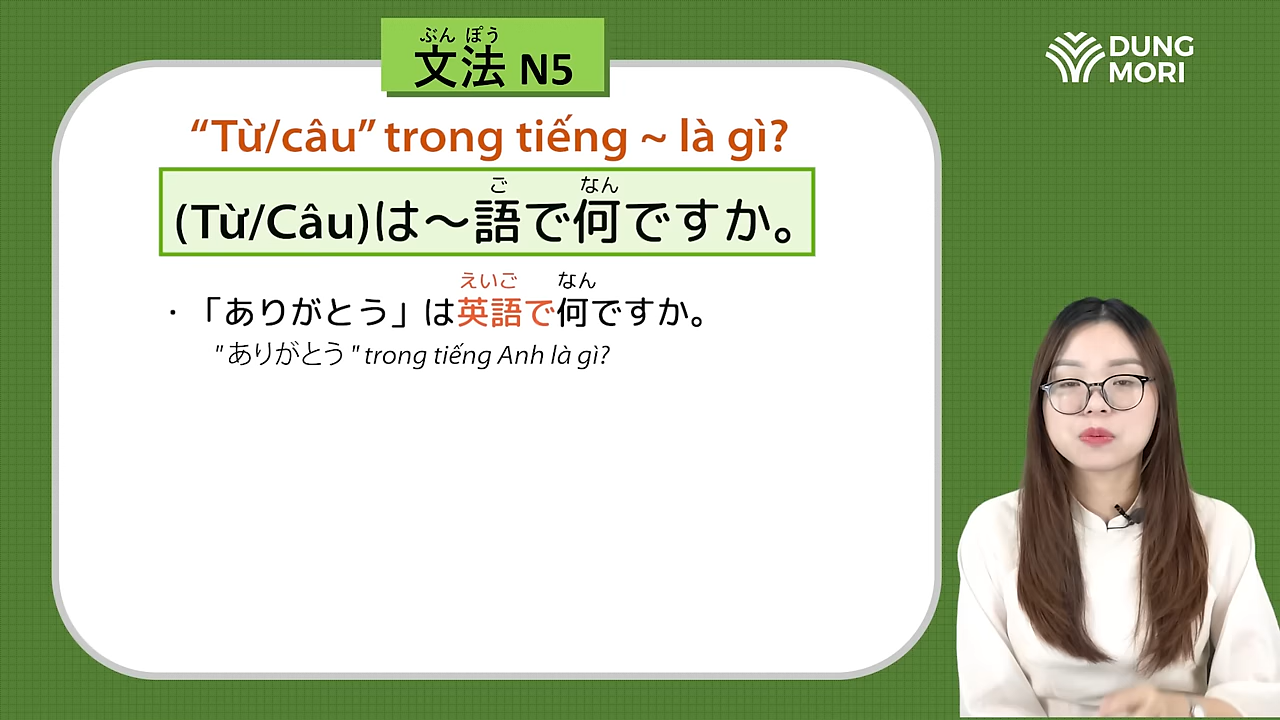 ぶん ぽう
文法 N5
DUNG
MORI
“Từ/câu” trong tiếng ~ là gì?
ご なん
(Từ/Câu)は～語で何ですか。
えいご なん
・「ありがとう」は英語で何ですか。
"ありがとう" trong tiếng Anh là gì?